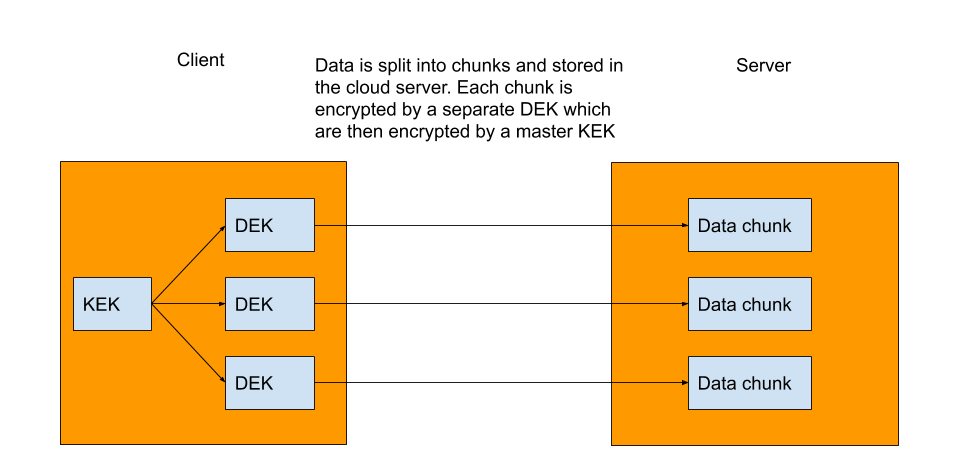 Client
Data is split into chunks and stored in
the cloud server. Each chunk is
encrypted by a separate DEK which
are then encrypted by a master KEK
Server
DEK
Data chunk
KEK
DEK
Data chunk
DEK
Data chunk